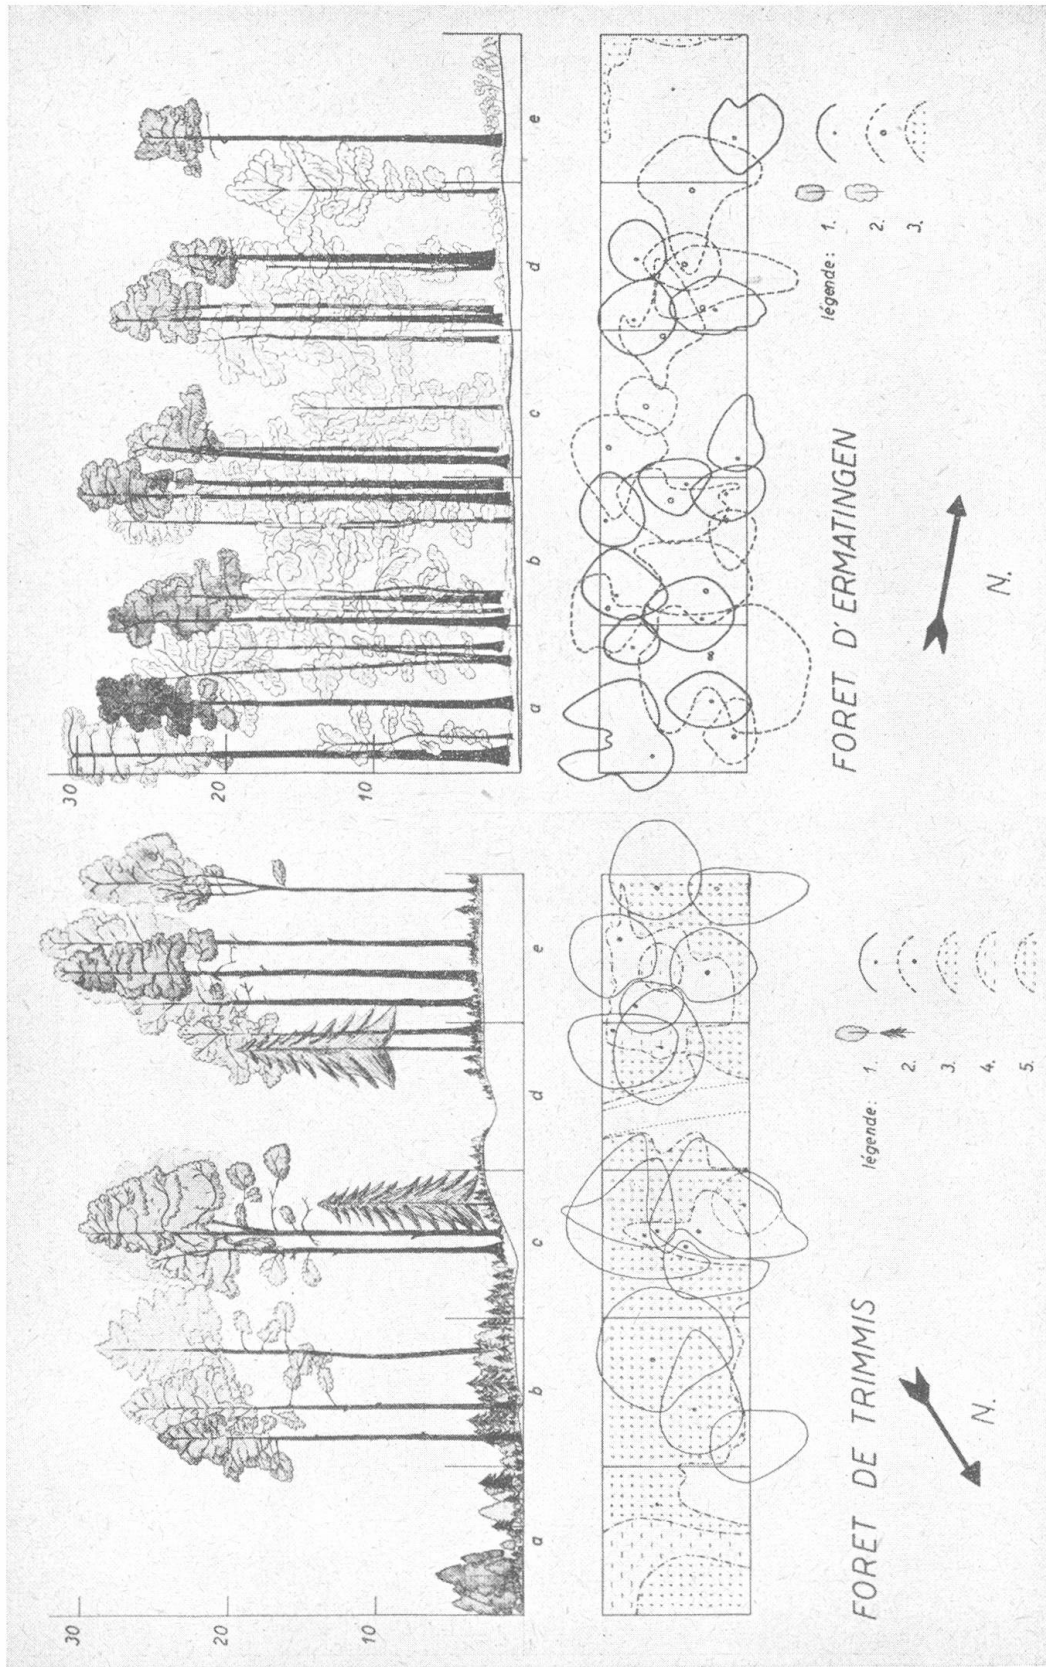 30
20
10
a
b
c
d
e
FORET DE TRIMMIS
N.
légende:
1.
2.
3.
4.
5.
30
20
10
a
b
c
d
e
FORET D'ERMATINGEN
N.
légende:
1.
2.
3.